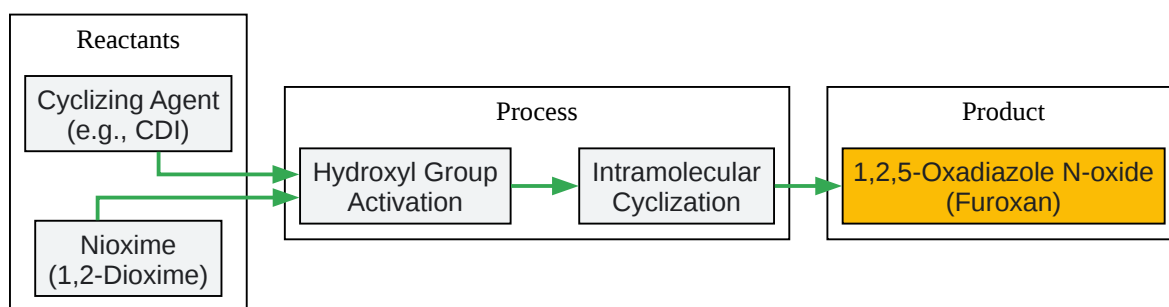 Reactants
Cyclizing Agent
(e.g., CDI)
Nioxime
(1,2-Dioxime)
Process
Hydroxyl Group
Activation
Intramolecular
Cyclization
Product
1,2,5-Oxadiazole N-oxide
(Furoxan)